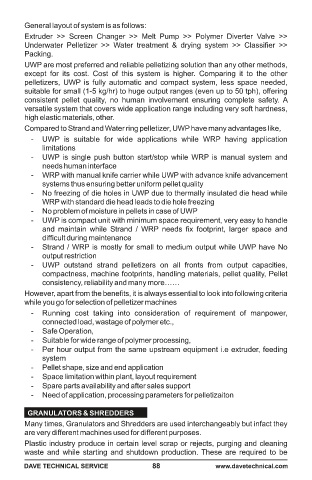 General layout of system is as follows:
Extruder >> Screen Changer >> Melt Pump >> Polymer Diverter Valve >>
Underwater Pelletizer >> Water treatment & drying system >> Classifier >>
Packing.
UWP are most preferred and reliable pelletizing solution than any other methods,
except for its cost. Cost of this system is higher. Comparing it to the other
pelletizers, UWP is fully automatic and compact system, less space needed,
suitable for small (1-5 kg/hr) to huge output ranges (even up to 50 tph), offering
consistent pellet quality, no human involvement ensuring complete safety. A
versatile system that covers wide application range including very soft hardness,
high elastic materials, other.
Compared to Strand and Water ring pelletizer, UWP have many advantages like,
- UWP is suitable for wide applications while WRP having application
limitations
- UWP is single push button start/stop while WRP is manual system and
needs human interface
- WRP with manual knife carrier while UWP with advance knife advancement
systems thus ensuring better uniform pellet quality
- No freezing of die holes in UWP due to thermally insulated die head while
WRP with standard die head leads to die hole freezing
- No problem of moisture in pellets in case of UWP
- UWP is compact unit with minimum space requirement, very easy to handle
and maintain while Strand / WRP needs fix footprint, larger space and
difficult during maintenance
- Strand / WRP is mostly for small to medium output while UWP have No
output restriction
- UWP outstand strand pelletizers on all fronts from output capacities,
compactness, machine footprints, handling materials, pellet quality, Pellet
consistency, reliability and many more……
However, apart from the benefits, it is always essential to look into following criteria
while you go for selection of pelletizer machines
- Running cost taking into consideration of requirement of manpower,
connected load, wastage of polymer etc.,
- Safe Operation,
- Suitable for wide range of polymer processing,
- Per hour output from the same upstream equipment i.e extruder, feeding
system
- Pellet shape, size and end application
- Space limitation within plant, layout requirement
- Spare parts availability and after sales support
- Need of application, processing parameters for pelletizaiton
GRANULATORS & SHREDDERS
Many times, Granulators and Shredders are used interchangeably but infact they
are very different machines used for different purposes.
Plastic industry produce in certain level scrap or rejects, purging and cleaning
waste and while starting and shutdown production. These are required to be
DAVE TECHNICAL SERVICE 88 www.davetechnical.com